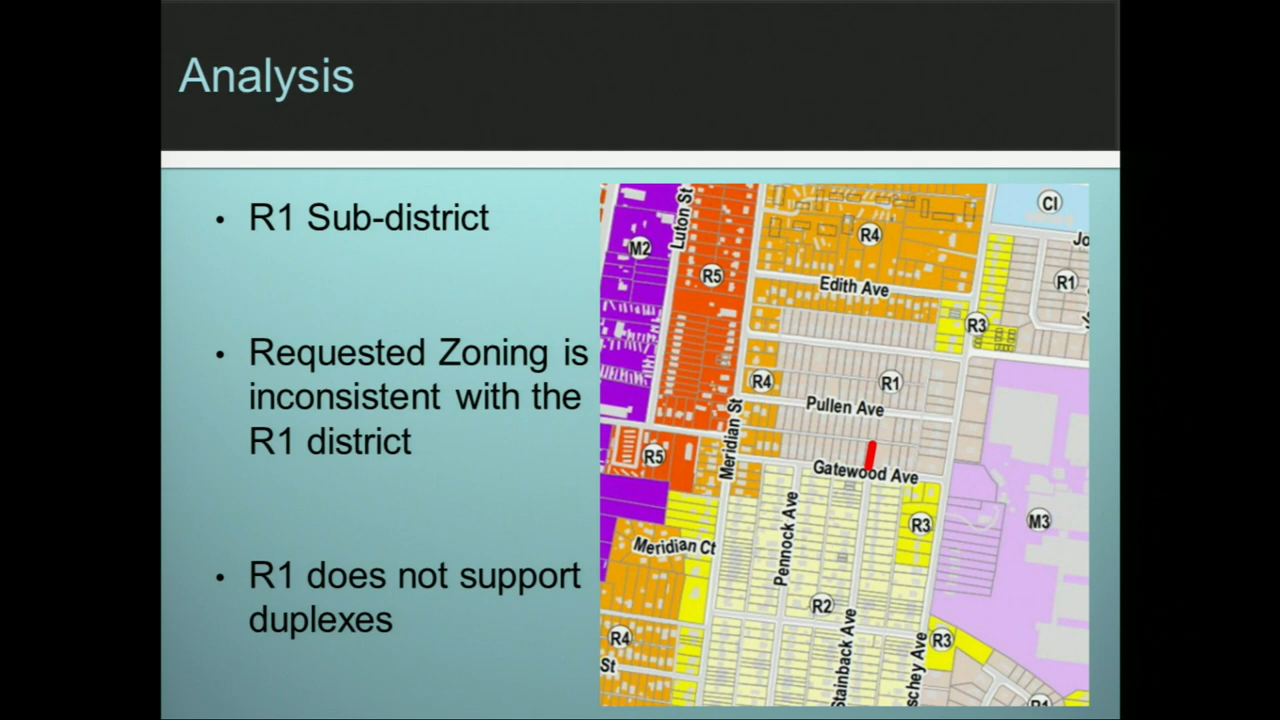 Analysis
• R1 Sub-district
• Requested Zoning is
inconsistent with the
R1 district
• R1 does not support
duplexes
CI
Luton St
R4
M2
R5
R1
Edith Ave
R3
R4
R1
Pullen Ave
Meridian St
R5
Gatewood Ave
Pennock Ave
R3
M3
Meridian Ct
R2
R4
Stainback Ave
R3
St